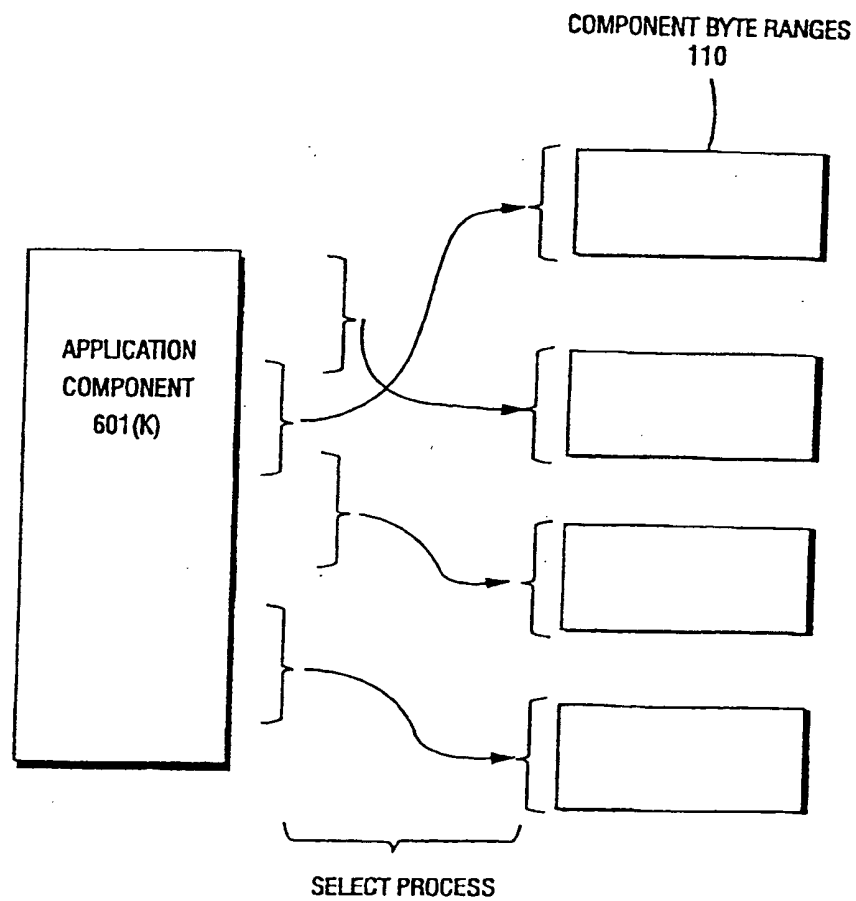 COMPONENT BYTE RANGES
110
APPLICATION
COMPONENT
601(K)
SELECT PROCESS